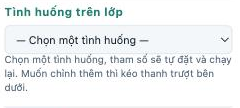 Tình huống trên lớp
— Chọn một tình huống —
Chọn một tình huống, tham số sẽ tự đặt và chạy
lại. Muốn chỉnh thêm thì kéo thanh trượt bên
dưới.